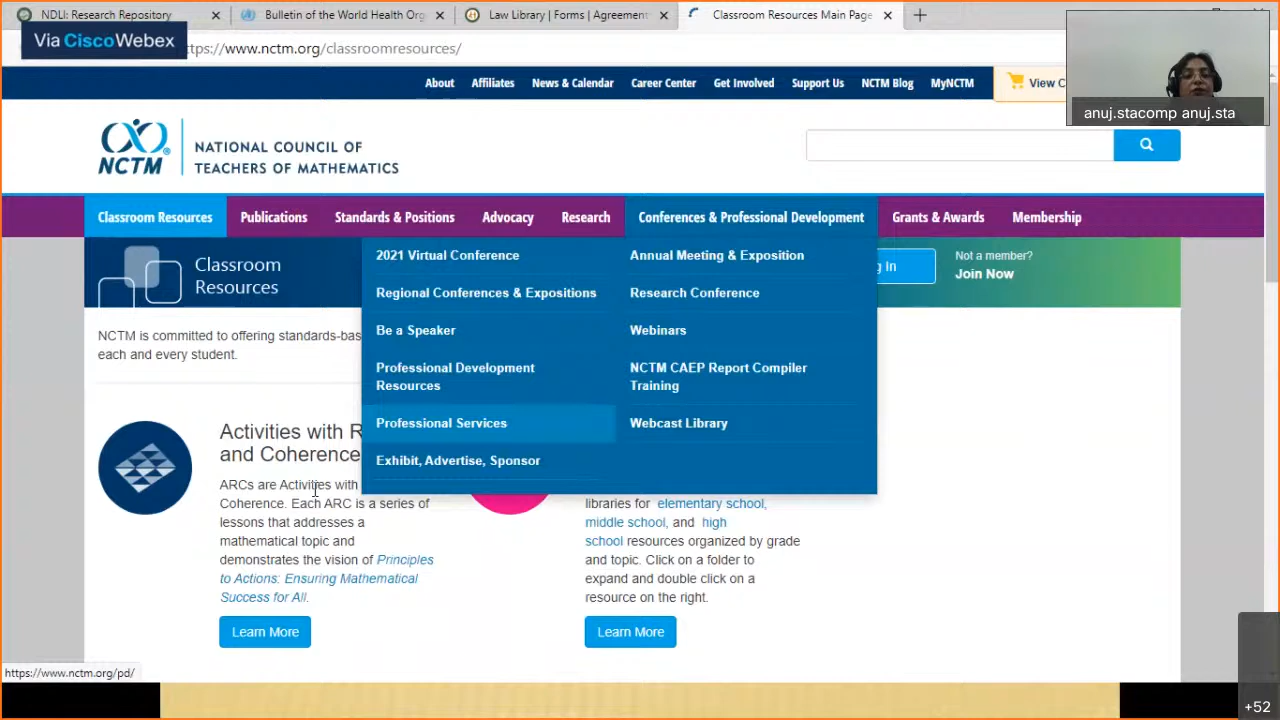 NDLI: Research Repository
Bulletin of the World Health Org
Law Library | Forms | Agreement
Classroom Resources Main Page
Via CiscoWebex
ttps://www.nctm.org/classroomresources/
About
Affiliates
News & Calendar
Career Center
Get Involved
Support Us
NCTM Blog
MyNCTM
View C
anuj.stacomp anuj.sta
NCTM
NATIONAL COUNCIL OF
TEACHERS OF MATHEMATICS
Classroom Resources
Publications
Standards & Positions
Advocacy
Research
Conferences & Professional Development
Grants & Awards
Membership
Classroom
Resources
2021 Virtual Conference
Annual Meeting & Exposition
Regional Conferences & Expositions
Research Conference
Be a Speaker
Webinars
Professional Development
Resources
NCTM CAEP Report Compiler
Training
Professional Services
Webcast Library
Exhibit, Advertise, Sponsor
g In
Not a member?
Join Now
NCTM is committed to offering standards-bas
each and every student.
Activities with R
and Coherence
ARCs are Activities with
Coherence. Each ARC is a series of
lessons that addresses a
mathematical topic and
demonstrates the vision of Principles
to Actions: Ensuring Mathematical
Success for All.
Learn More
libraries for elementary school,
middle school, and high
school resources organized by grade
and topic. Click on a folder to
expand and double click on a
resource on the right.
Learn More
https://www.nctm.org/pd/
+52